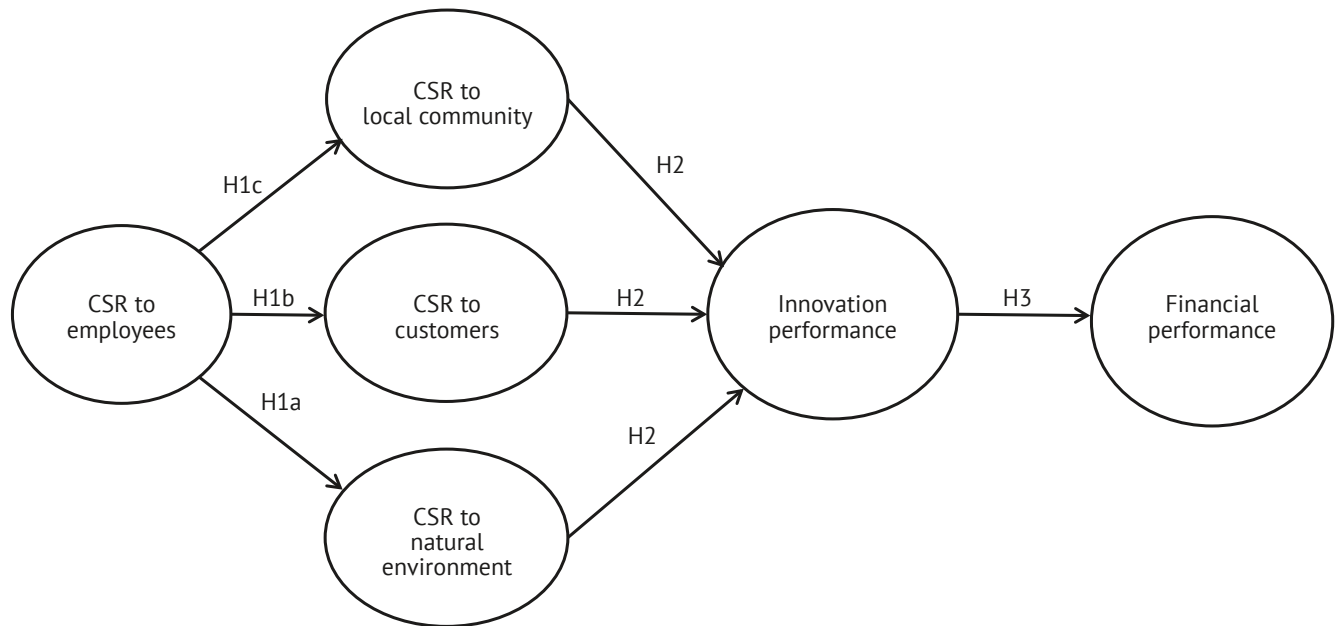 CSR to
local community
H1c
H2
CSR to
employees
H1b
CSR to
customers
H2
Innovation
performance
H3
Financial
performance
H1a
H2
CSR to
natural
environment